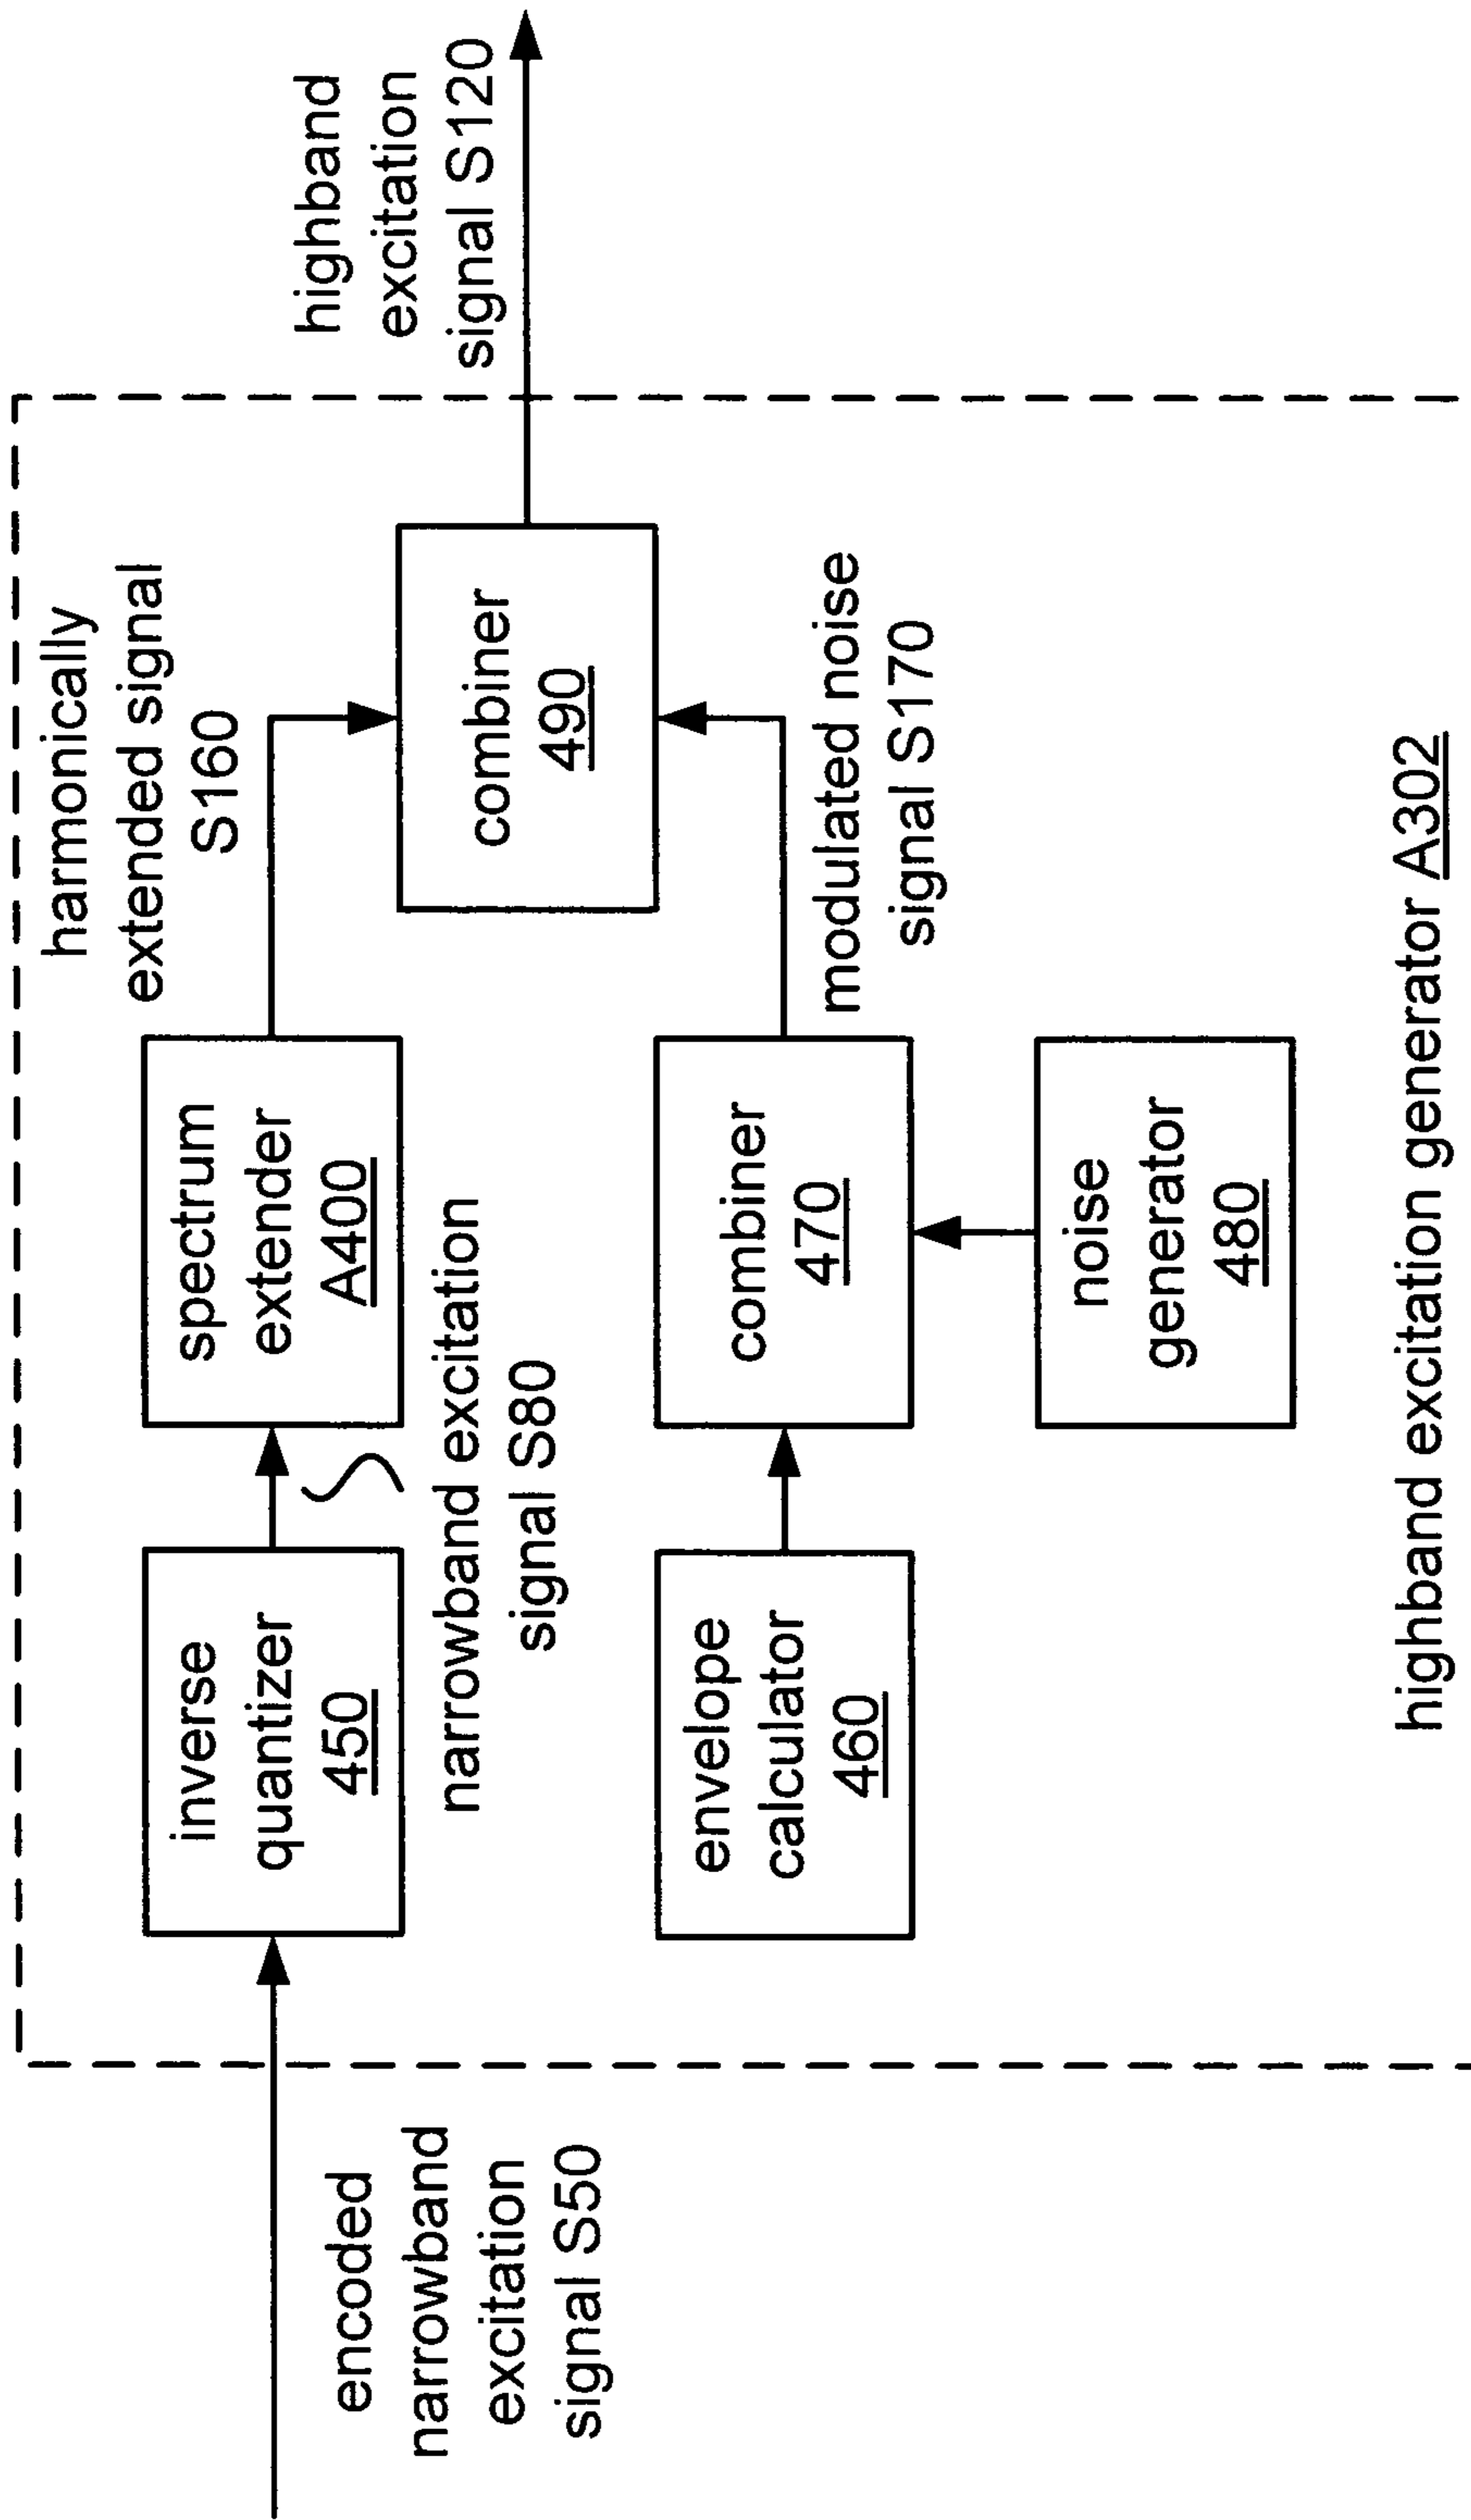 encoded
narrowband
excitation
signal S50
inverse
quantizer
450
narrowband excitation
signal S80
spectrum
extender
A400
harmonically
extended signal
S160
envelope
calculator
460
combiner
470
noise
generator
480
modulated noise
signal S170
combiner
490
highband
excitation
signal S120
highband excitation generator A302